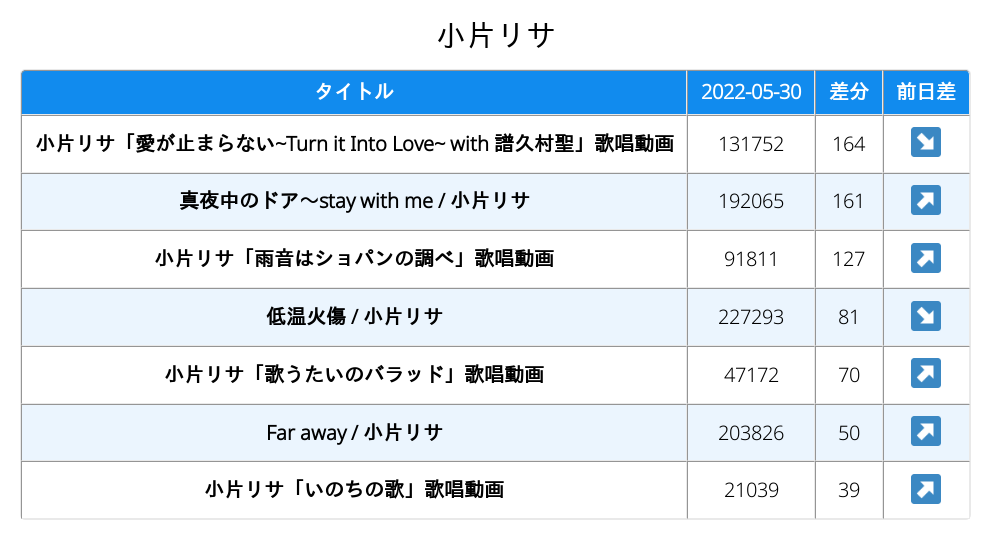 小片リサ
タイトル 2022-05-30 差分 前日差
小片リサ「愛が止まらない~Turn it Into Love~ with 譜久村聖」歌唱動画 131752 164 ↘
真夜中のドア～stay with me / 小片リサ 192065 161 ↗
小片リサ「雨音はショパンの調べ」歌唱動画 91811 127 ↗
低温火傷 / 小片リサ 227293 81 ↘
小片リサ「歌うたいのバラッド」歌唱動画 47172 70 ↗
Far away / 小片リサ 203826 50 ↗
小片リサ「いのちの歌」歌唱動画 21039 39 ↗